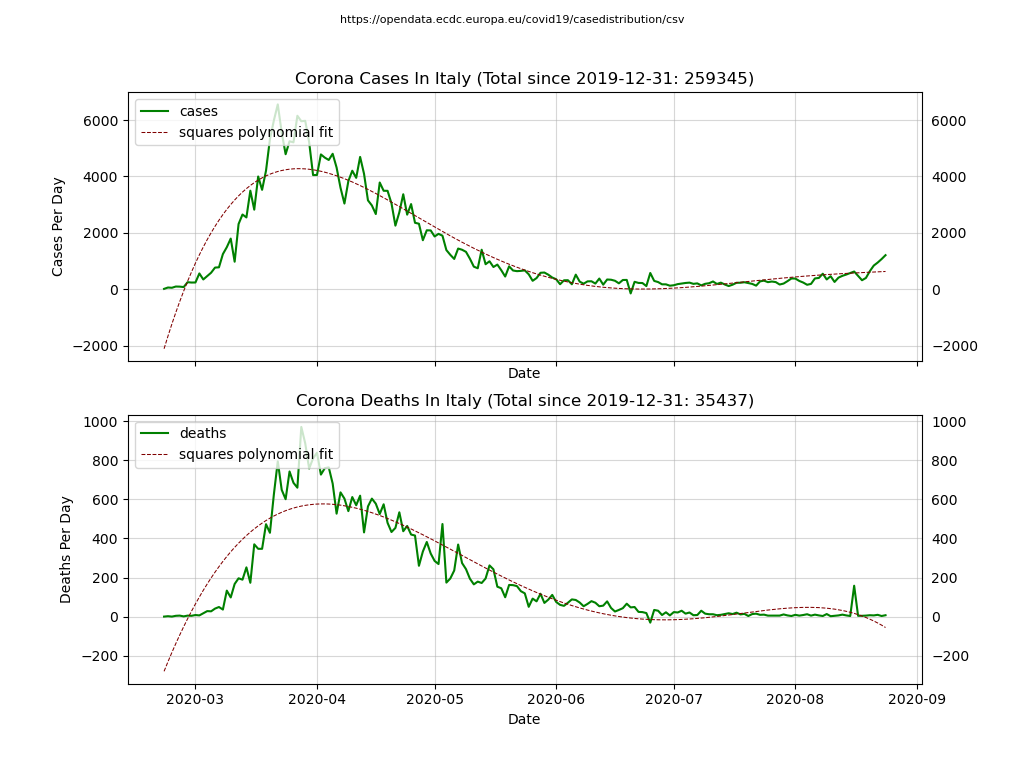 https://opendata.ecdc.europa.eu/covid19/casedistribution/csv
Corona Cases In Italy (Total since 2019-12-31: 259345)
cases
squares polynomial fit
Cases Per Day
6000
4000
2000
0
−2000
6000
4000
2000
0
−2000
Date
Corona Deaths In Italy (Total since 2019-12-31: 35437)
deaths
squares polynomial fit
Deaths Per Day
1000
800
600
400
200
0
−200
1000
800
600
400
200
0
−200
2020-03 2020-04 2020-05 2020-06 2020-07 2020-08 2020-09
Date